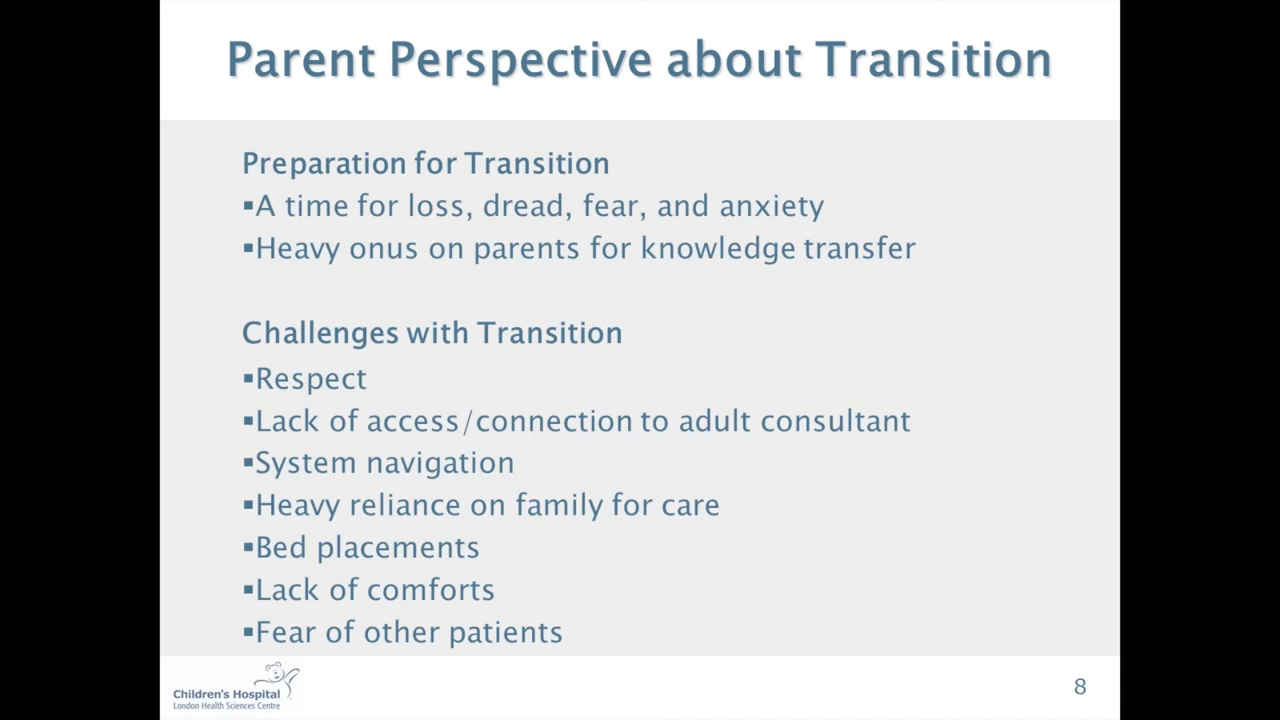 Parent Perspective about Transition
Preparation for Transition
▪A time for loss, dread, fear, and anxiety
▪Heavy onus on parents for knowledge transfer
Challenges with Transition
▪Respect
▪Lack of access/connection to adult consultant
▪System navigation
▪Heavy reliance on family for care
▪Bed placements
▪Lack of comforts
▪Fear of other patients
Children's Hospital
London Health Sciences Centre
8